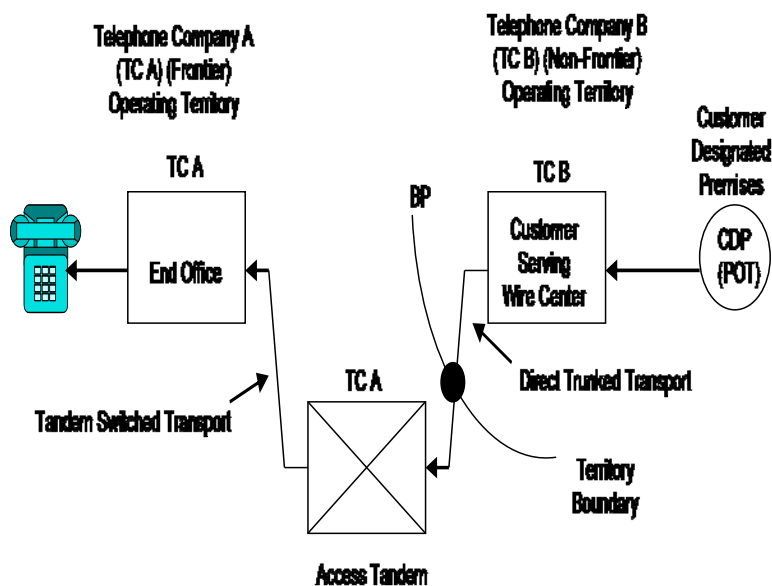 Telephone Company A
(TC A) (Frontier)
Operating Territory
Telephone Company B
(TC B) (Non-Frontier)
Operating Territory
Customer
Designated
Premises
TC A
TC B
BP
End Office
Customer
Serving
Wire Center
CDP
(POT)
TC A
Direct Trunked Transport
Tandem Switched Transport
Territory
Boundary
Access Tandem